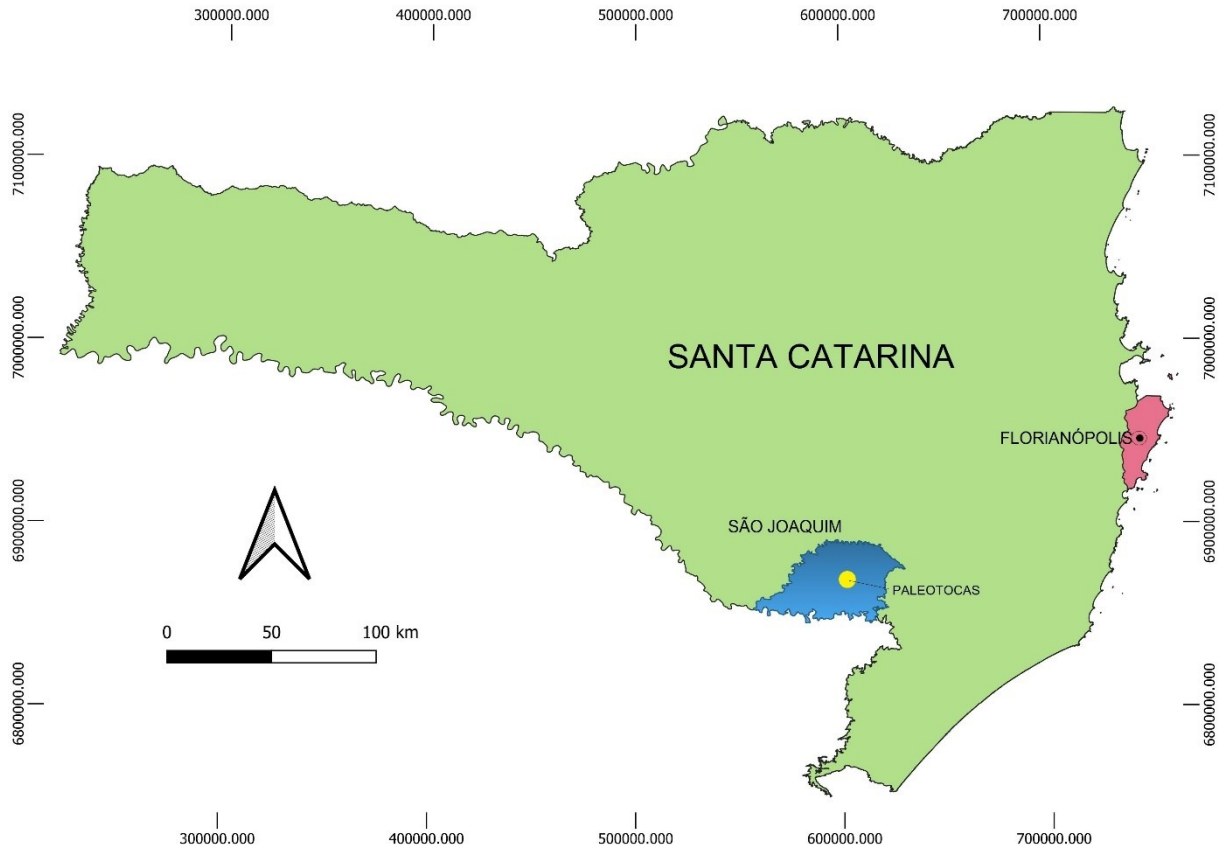 300000.000 400000.000 500000.000 600000.000 700000.000
7100000.000 7100000.000
7000000.000 7000000.000
SANTA CATARINA
FLORIANÓPOLIS
6900000.000 6900000.000
SÃO JOAQUIM
PALEOTOCAS
0 50 100 km
6800000.000 6800000.000
300000.000 400000.000 500000.000 600000.000 700000.000